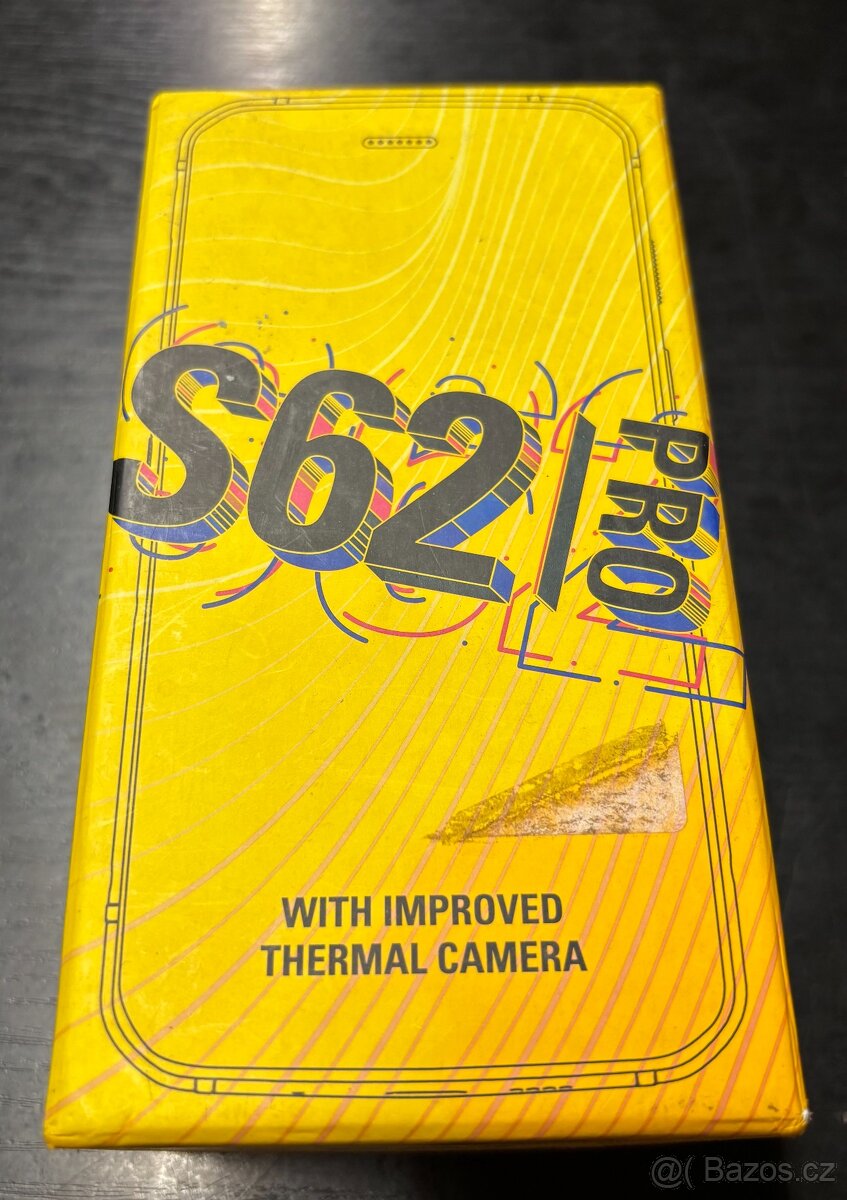 S62/PRO
WITH IMPROVED
THERMAL CAMERA
@( Bazos.cz